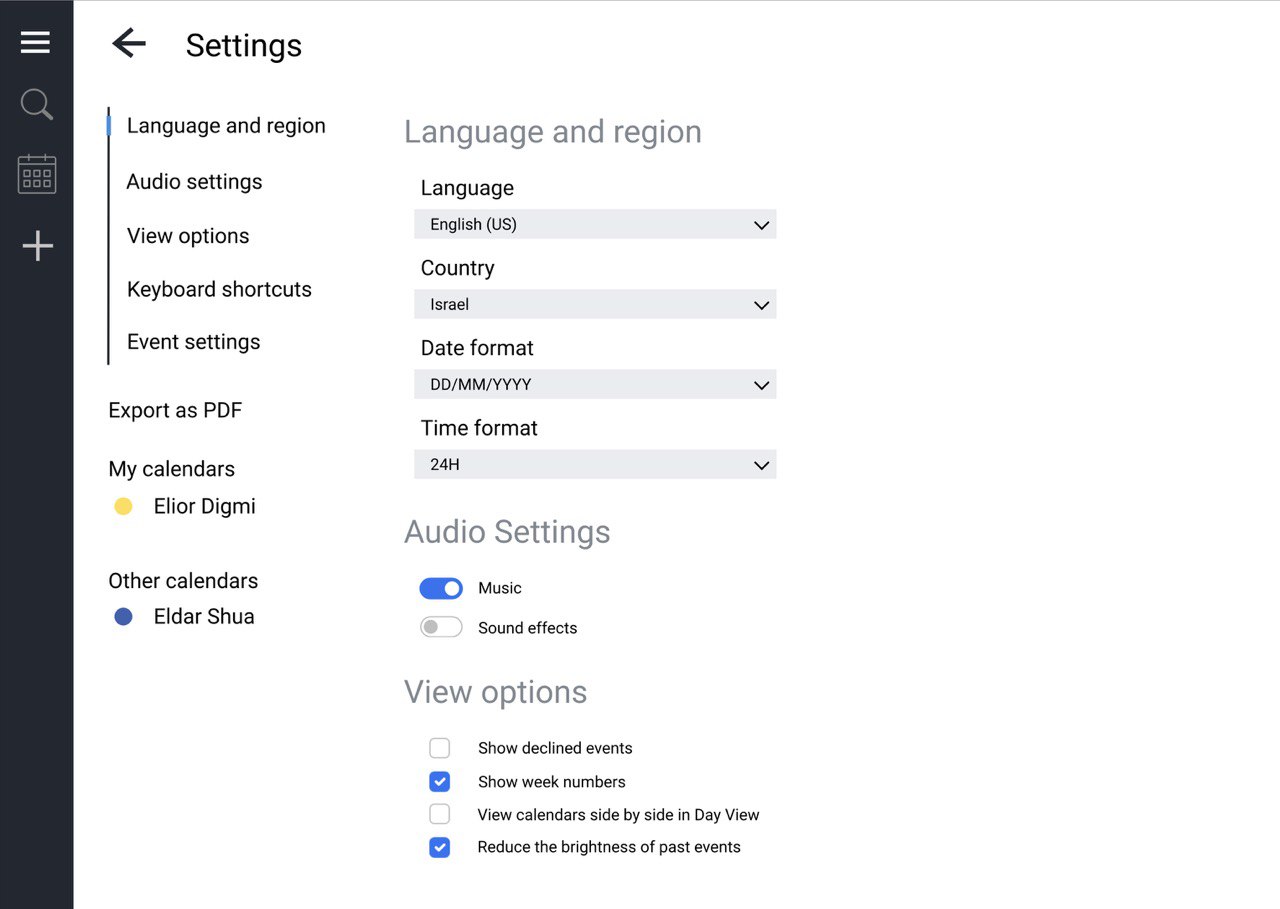 Settings
Language and region
Audio settings
View options
Keyboard shortcuts
Event settings
Export as PDF
My calendars
Elior Digmi
Other calendars
Eldar Shua
Language and region
Language
English (US)
Country
Israel
Date format
DD/MM/YYYY
Time format
24H
Audio Settings
Music
Sound effects
View options
Show declined events
Show week numbers
View calendars side by side in Day View
Reduce the brightness of past events